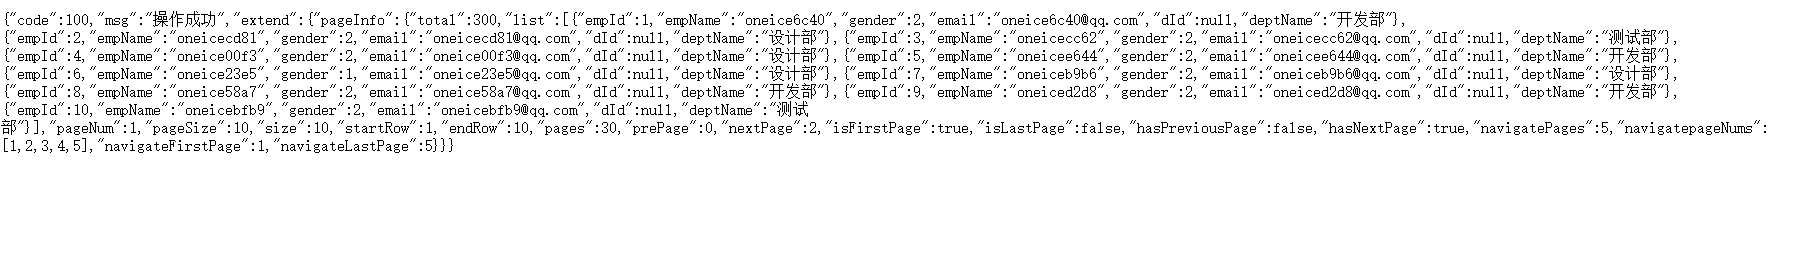 {"code":100,"msg":"操作成功","extend":{"pageInfo":{"total":300,"list":[{"empId":1,"empName":"oneice6c40","gender":2,"email":"oneice6c40@qq.com","dId":null,"deptName":"开发部"},
{"empId":2,"empName":"oneicecd81","gender":2,"email":"oneicecd81@qq.com","dId":null,"deptName":"设计部"},{"empId":3,"empName":"oneicecc62","gender":2,"email":"oneicecc62@qq.com","dId":null,"deptName":"测试部"},
{"empId":4,"empName":"oneice00f3","gender":2,"email":"oneice00f3@qq.com","dId":null,"deptName":"设计部"},{"empId":5,"empName":"oneicee644","gender":2,"email":"oneicee644@qq.com","dId":null,"deptName":"开发部"},
{"empId":6,"empName":"oneice23e5","gender":1,"email":"oneice23e5@qq.com","dId":null,"deptName":"设计部"},{"empId":7,"empName":"oneiceb9b6","gender":2,"email":"oneiceb9b6@qq.com","dId":null,"deptName":"设计部"},
{"empId":8,"empName":"oneice58a7","gender":2,"email":"oneice58a7@qq.com","dId":null,"deptName":"开发部"},{"empId":9,"empName":"oneiced2d8","gender":2,"email":"oneiced2d8@qq.com","dId":null,"deptName":"开发部"},
{"empId":10,"empName":"oneicebfb9","gender":2,"email":"oneicebfb9@qq.com","dId":null,"deptName":"测试
部"}],"pageNum":1,"pageSize":10,"size":10,"startRow":1,"endRow":10,"pages":30,"prePage":0,"nextPage":2,"isFirstPage":true,"isLastPage":false,"hasPreviousPage":false,"hasNextPage":true,"navigatePages":5,"navigatepageNums":
[1,2,3,4,5],"navigateFirstPage":1,"navigateLastPage":5}}}